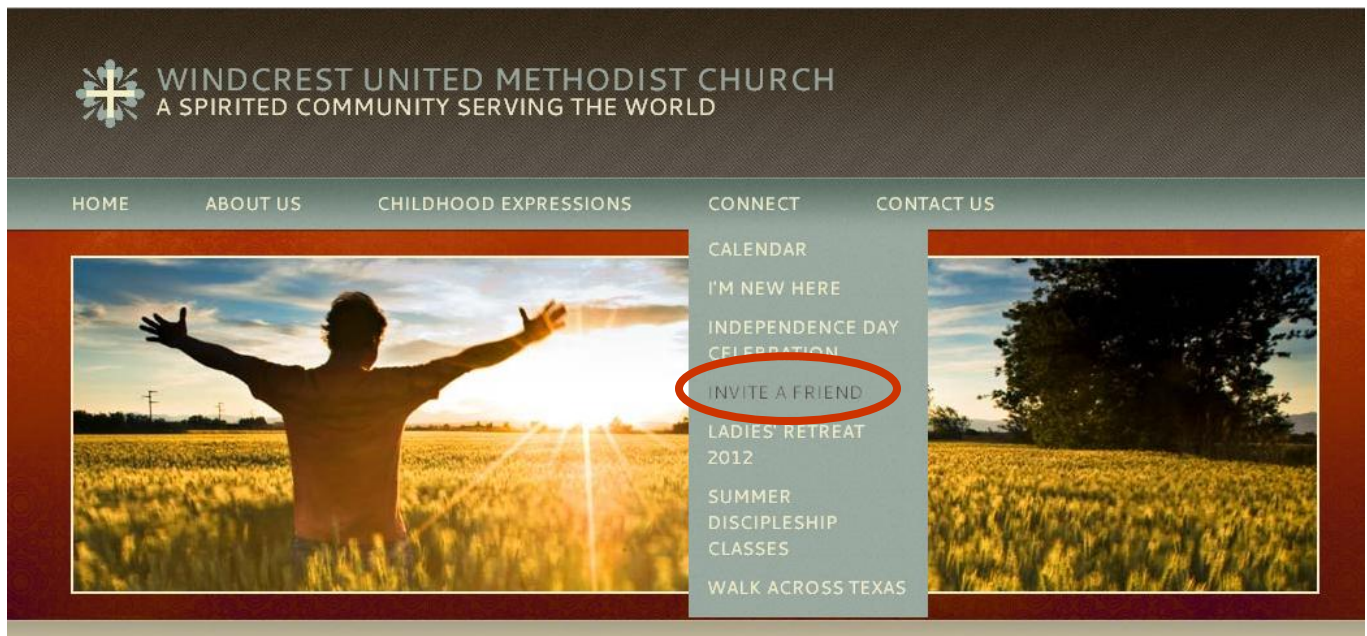 WINDCREST UNITED METHODIST CHURCH
A SPIRITED COMMUNITY SERVING THE WORLD
HOME ABOUT US CHILDHOOD EXPRESSIONS CONNECT CONTACT US
CALENDAR
I'M NEW HERE
INDEPENDENCE DAY
CELEBRATION
INVITE A FRIEND
LADIES' RETREAT
2012
SUMMER
DISCIPLESHIP
CLASSES
WALK ACROSS TEXAS